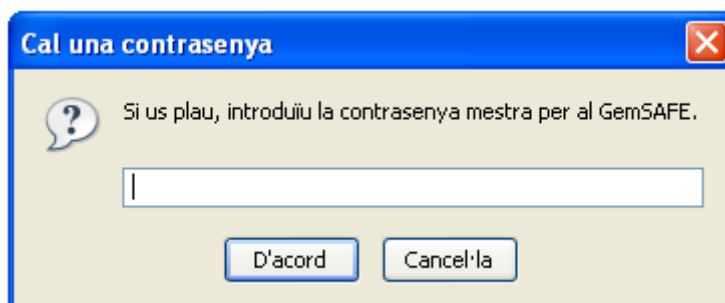 Cal una contrasenya
Si us plau, introduïu la contrasenya mestra per al GemSAFE.
D'acord
Cancel·la